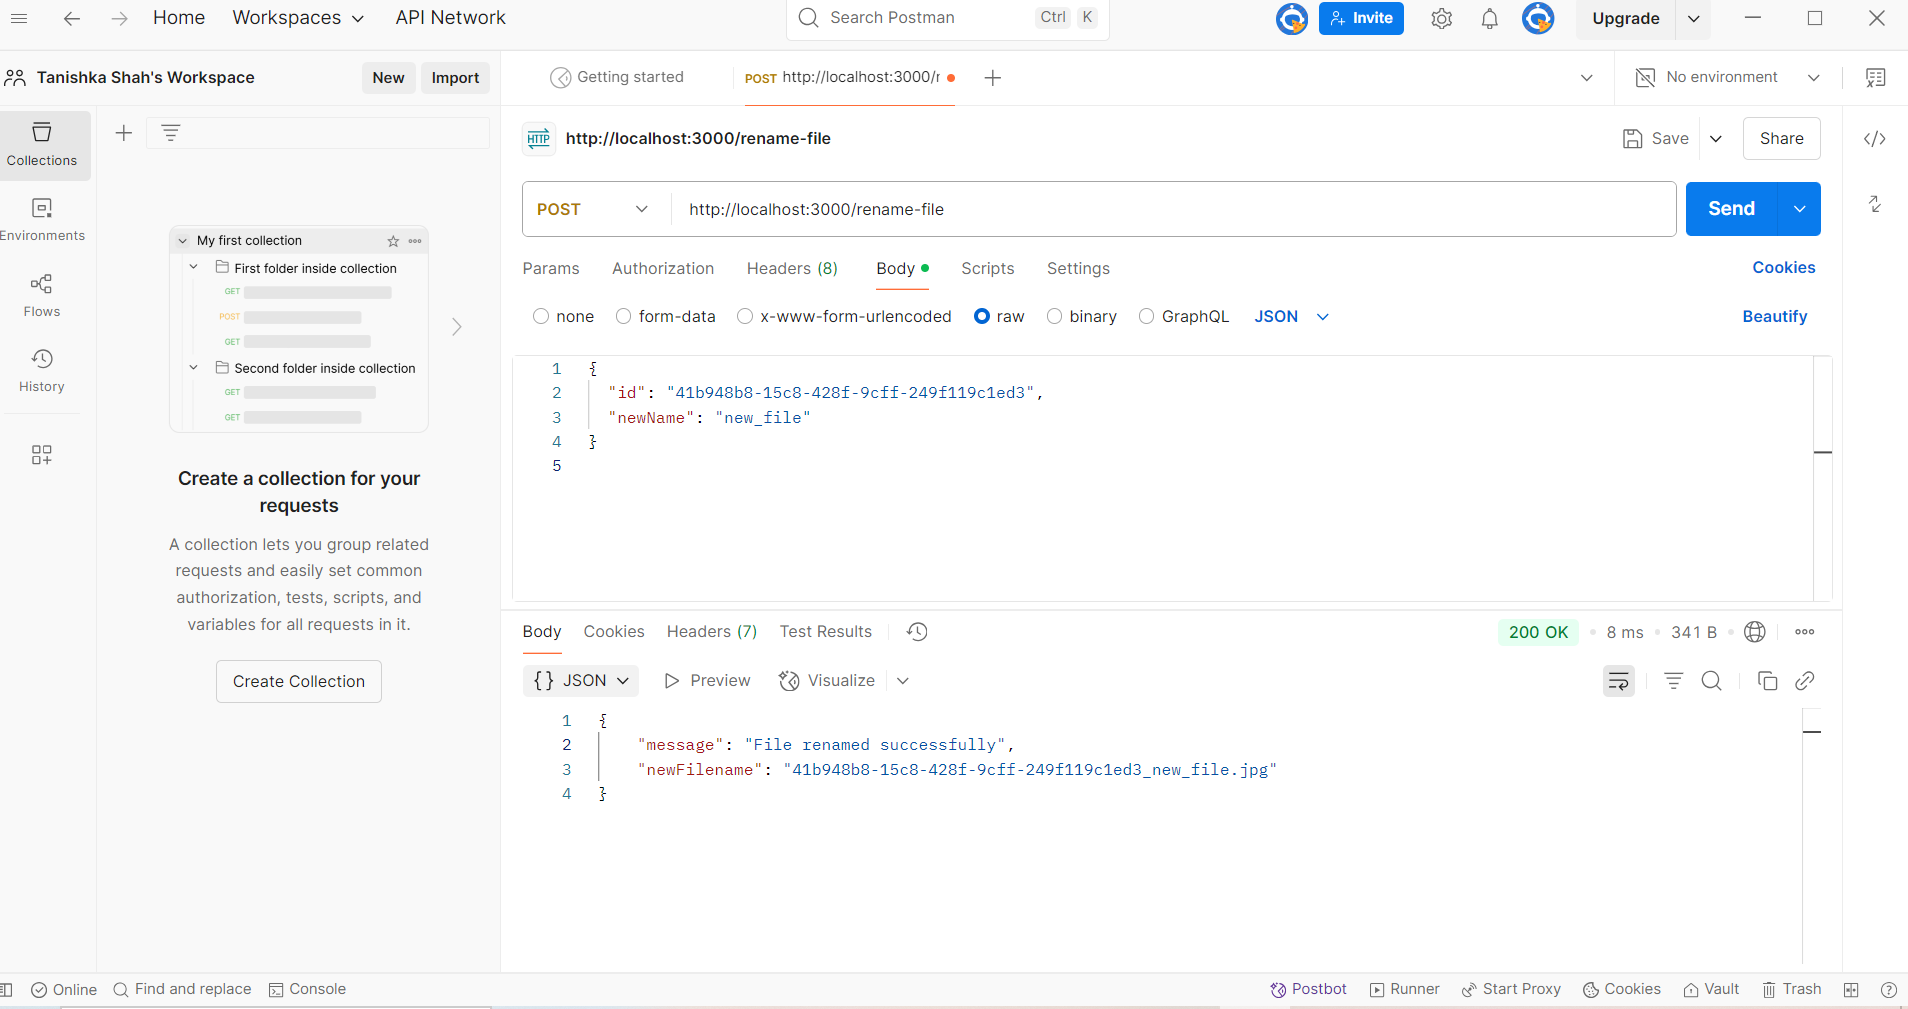 Home Workspaces API Network Search Postman Ctrl K Invite Upgrade
Tanishka Shah's Workspace New Import Getting started POST http://localhost:3000/r No environment
Collections
Environments
Flows
History
My first collection
First folder inside collection
GET
POST
GET
Second folder inside collection
GET
GET
Create a collection for your
requests
A collection lets you group related
requests and easily set common
authorization, tests, scripts, and
variables for all requests in it.
Create Collection
HTTP http://localhost:3000/rename-file Save Share
POST http://localhost:3000/rename-file Send
Params Authorization Headers (8) Body Scripts Settings Cookies
none form-data x-www-form-urlencoded raw binary GraphQL JSON Beautify
1 {
2 "id": "41b948b8-15c8-428f-9cff-249f119c1ed3",
3 "newName": "new_file"
4 }
5
Body Cookies Headers (7) Test Results 200 OK 8 ms 341 B
{} JSON Preview Visualize
1 {
2 "message": "File renamed successfully",
3 "newFilename": "41b948b8-15c8-428f-9cff-249f119c1ed3_new_file.jpg"
4 }
Online Find and replace Console Postbot Runner Start Proxy Cookies Vault Trash